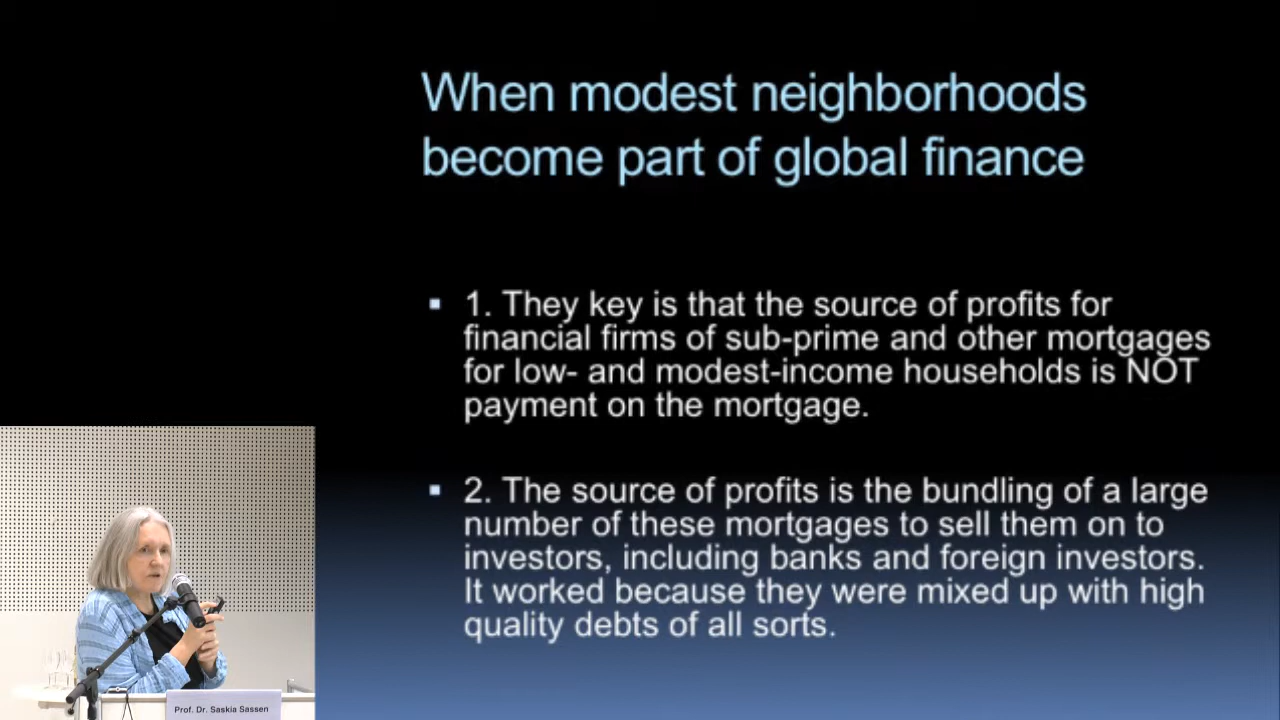 When modest neighborhoods
become part of global finance
1. They key is that the source of profits for
financial firms of sub-prime and other mortgages
for low- and modest-income households is NOT
payment on the mortgage.
2. The source of profits is the bundling of a large
number of these mortgages to sell them on to
investors, including banks and foreign investors.
It worked because they were mixed up with high
quality debts of all sorts.
Prof. Dr. Saskia Sassen